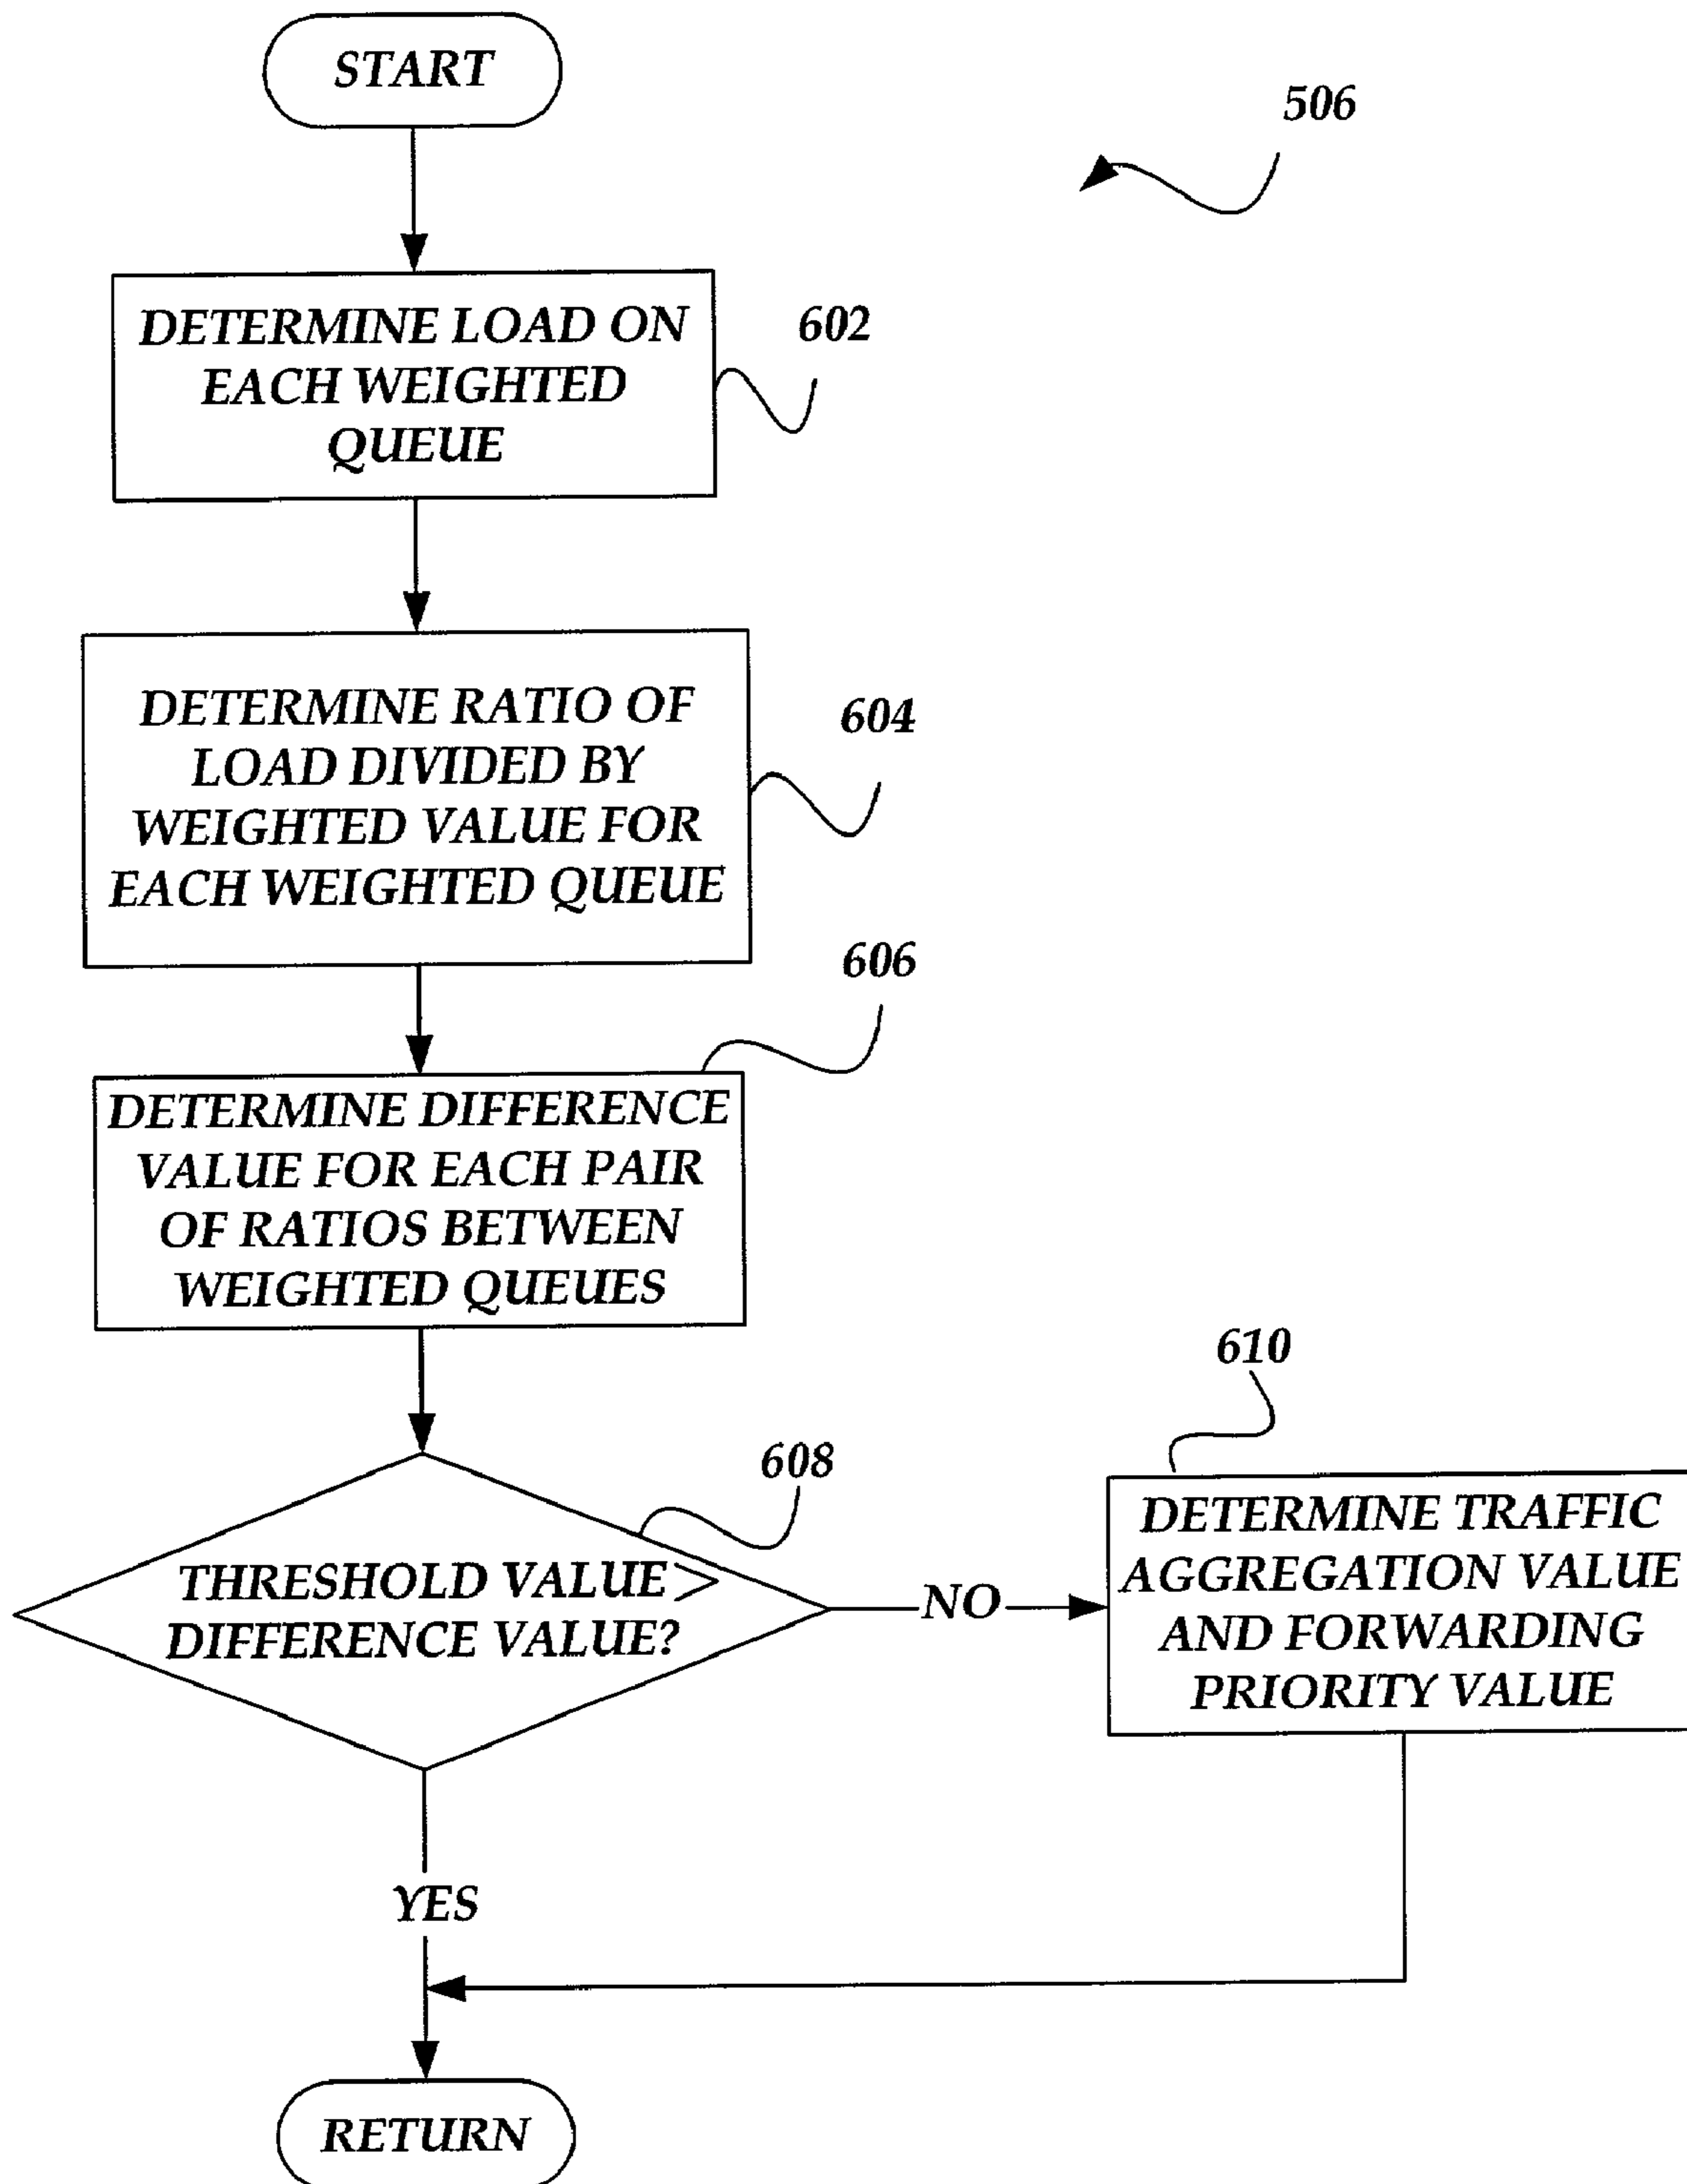 START
506
DETERMINE LOAD ON
EACH WEIGHTED
QUEUE
602
DETERMINE RATIO OF
LOAD DIVIDED BY
WEIGHTED VALUE FOR
EACH WEIGHTED QUEUE
604
606
DETERMINE DIFFERENCE
VALUE FOR EACH PAIR
OF RATIOS BETWEEN
WEIGHTED QUEUES
608
THRESHOLD VALUE >
DIFFERENCE VALUE?
NO
610
DETERMINE TRAFFIC
AGGREGATION VALUE
AND FORWARDING
PRIORITY VALUE
YES
RETURN